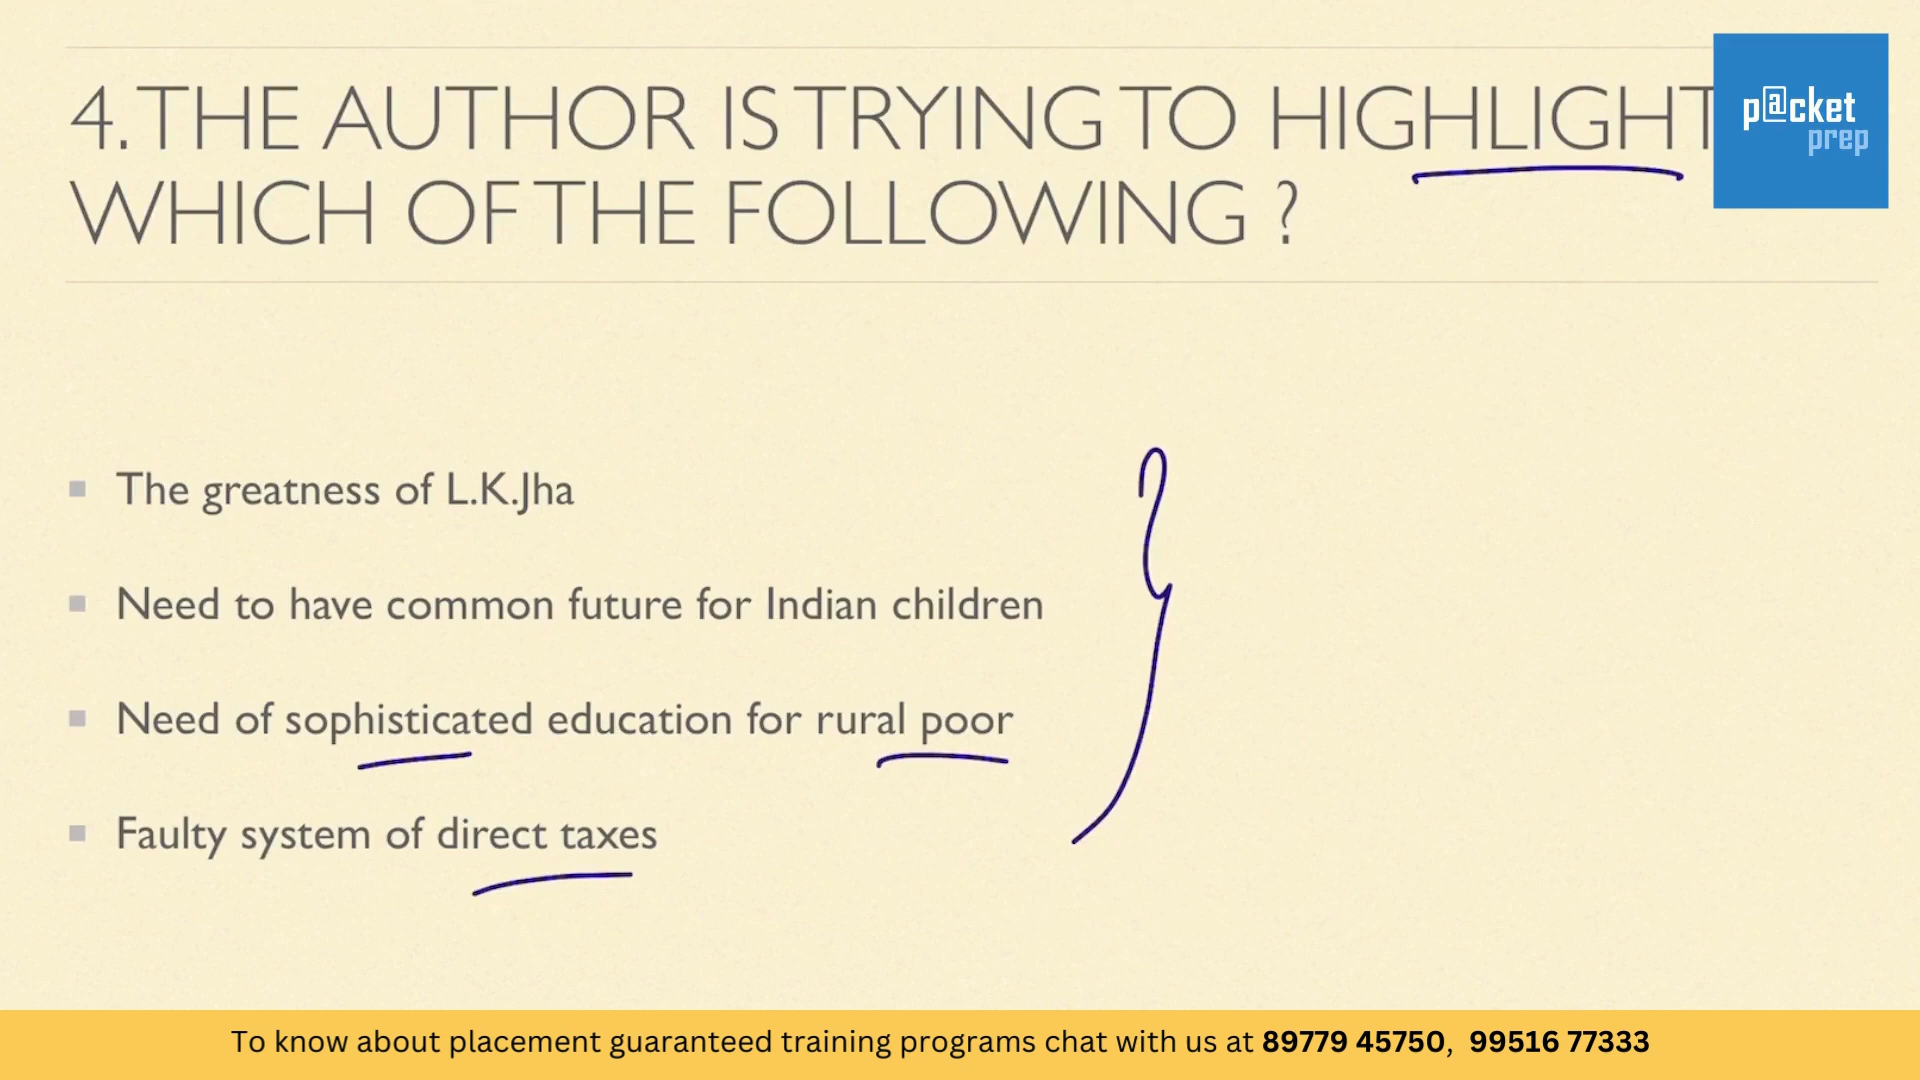 4. THE AUTHOR IS TRYING TO HIGHLIGHT
WHICH OF THE FOLLOWING ?
p@cket
prep
The greatness of L.K.Jha
Need to have common future for Indian children
Need of sophisticated education for rural poor
Faulty system of direct taxes
To know about placement guaranteed training programs chat with us at 89779 45750, 99516 77333